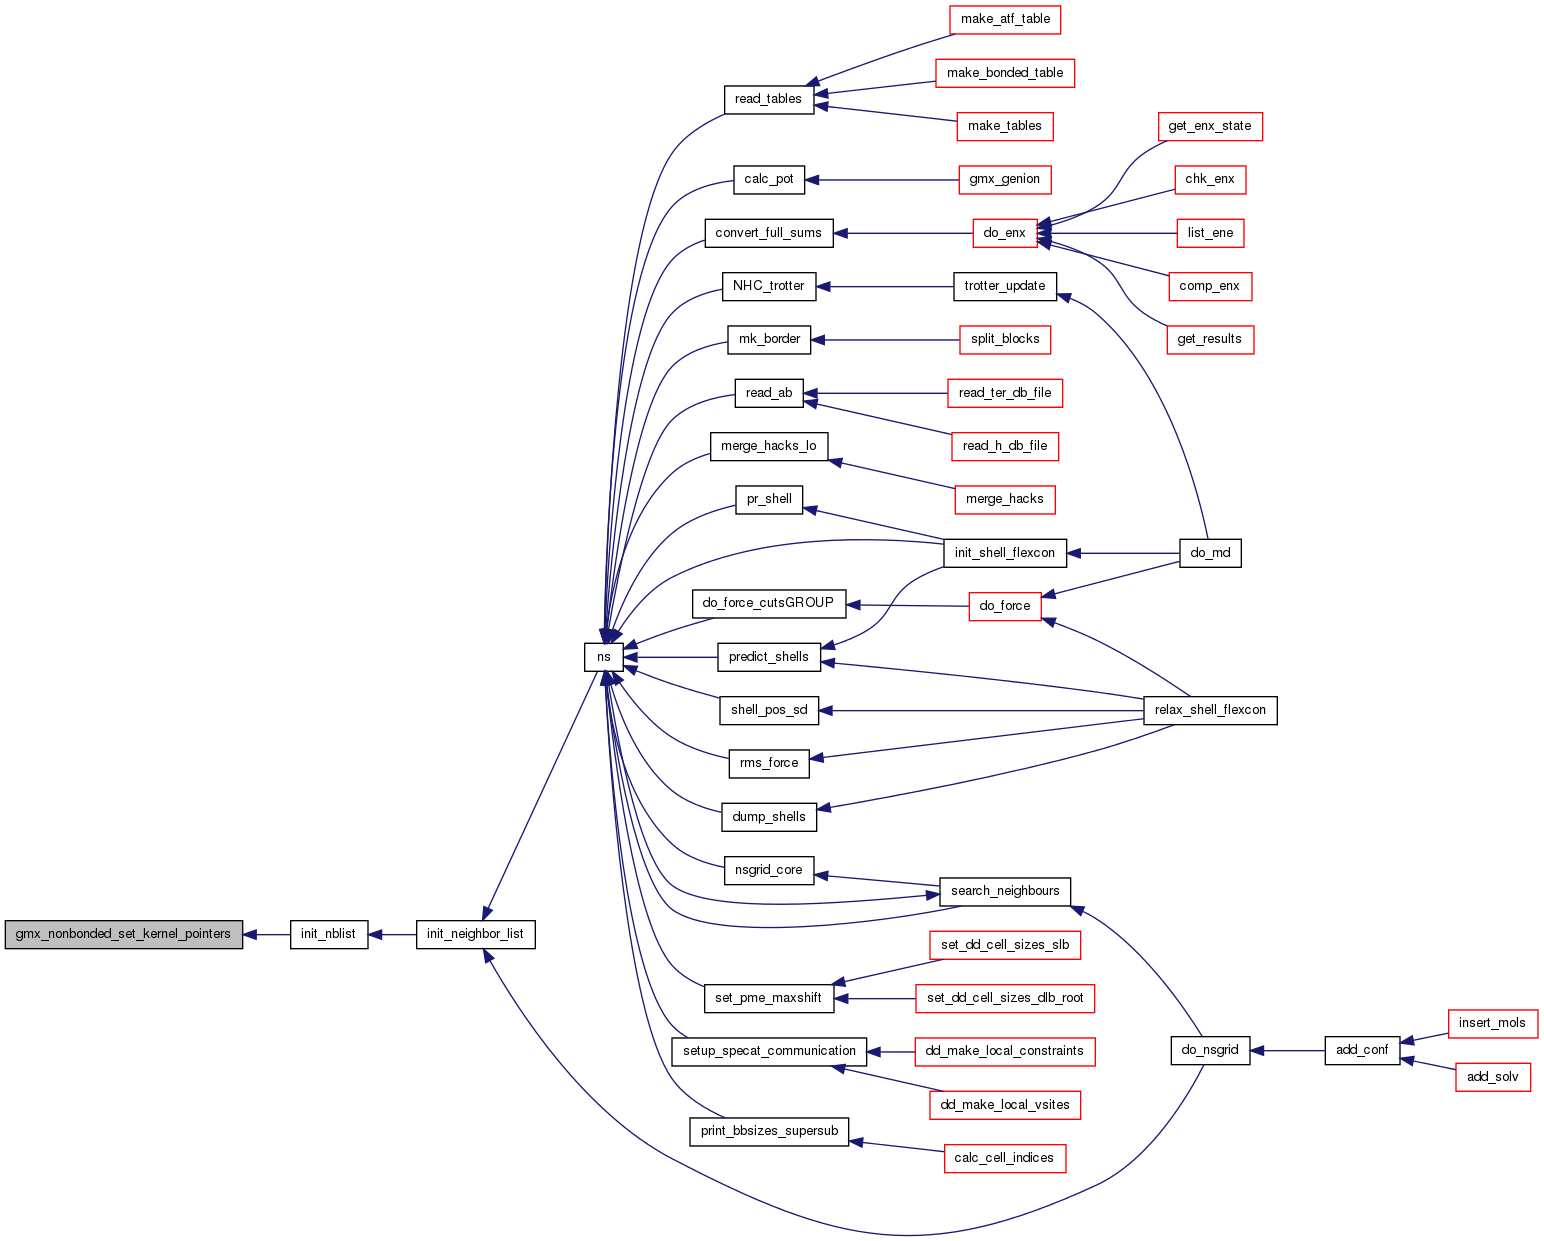 make_atf_table
make_bonded_table
read_tables
make_tables
get_enx_state
calc_pot
gmx_genion
chk_enx
convert_full_sums
do_enx
list_ene
NHC_trotter
trotter_update
comp_enx
mk_border
split_blocks
get_results
read_ab
read_ter_db_file
merge_hacks_lo
read_h_db_file
pr_shell
merge_hacks
init_shell_flexcon
do_md
do_force_cutsGROUP
do_force
ns
predict_shells
shell_pos_sd
relax_shell_flexcon
rms_force
dump_shells
nsgrid_core
search_neighbours
gmx_nonbonded_set_kernel_pointers
init_nblist
init_neighbor_list
set_dd_cell_sizes_slb
set_pme_maxshift
set_dd_cell_sizes_dlb_root
insert_mols
setup_specat_communication
dd_make_local_constraints
do_nsgrid
add_conf
add_solv
dd_make_local_vsites
print_bbsizes_supersub
calc_cell_indices